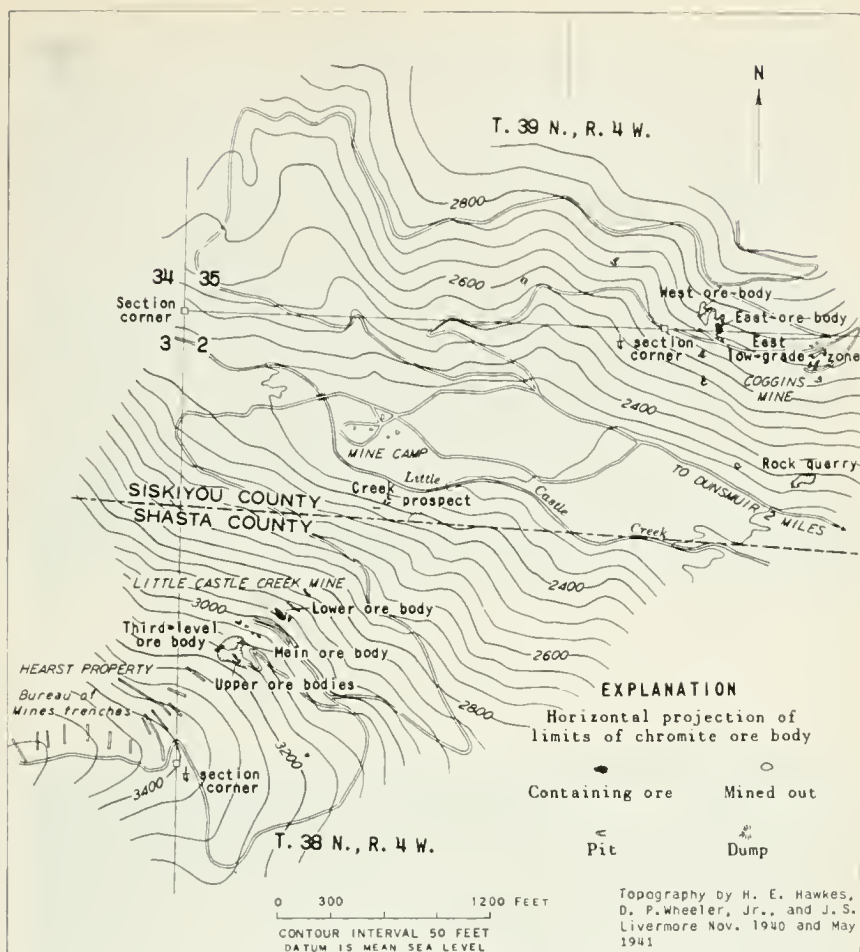 N
T. 39 N., R. 4 W.
2800
2600
34 35
Section
corner
3 2
West ore-body
East-ore body
East
low-grade zone
¼ section
corner
COGGINS
MINE
2400
MINE CAMP
Rock quarry
Little
Castle
Creek
Creek
prospect
TO DUNSMUIR 2 MILES
SISKIYOU COUNTY
SHASTA COUNTY
2400
LITTLE CASTLE CREEK MINE
3000
Lower ore body
Third-level
ore body
Main ore body
Upper ore bodies
HEARST PROPERTY
Bureau of
Mines trenches
2600
2800
3200
3400
¼ section
corner
T. 38 N., R. 4 W.
EXPLANATION
Horizontal projection of
limits of chromite ore body
Containing ore
Mined out
Pit
Dump
0 300 1200 FEET
CONTOUR INTERVAL 50 FEET
DATUM IS MEAN SEA LEVEL
Topography by H. E. Hawkes,
D. P. Wheeler, Jr., and J. S.
Livermore Nov. 1940 and May
1941